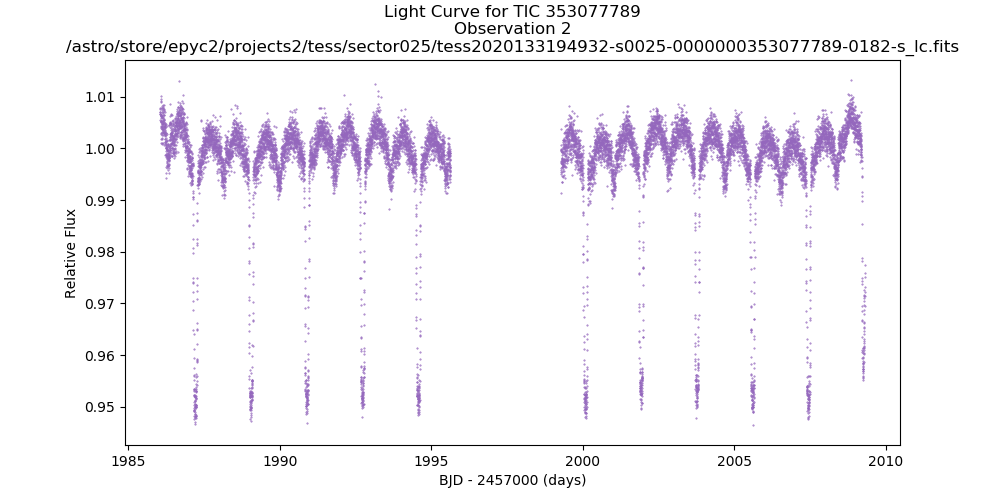 Light Curve for TIC 353077789
Observation 2
/astro/store/epyc2/projects2/tess/sector025/tess2020133194932-s0025-0000000353077789-0182-s_lc.fits
1.01
1.00
0.99
0.98
0.97
0.96
0.95
Relative Flux
1985
1990
1995
2000
2005
2010
BJD - 2457000 (days)